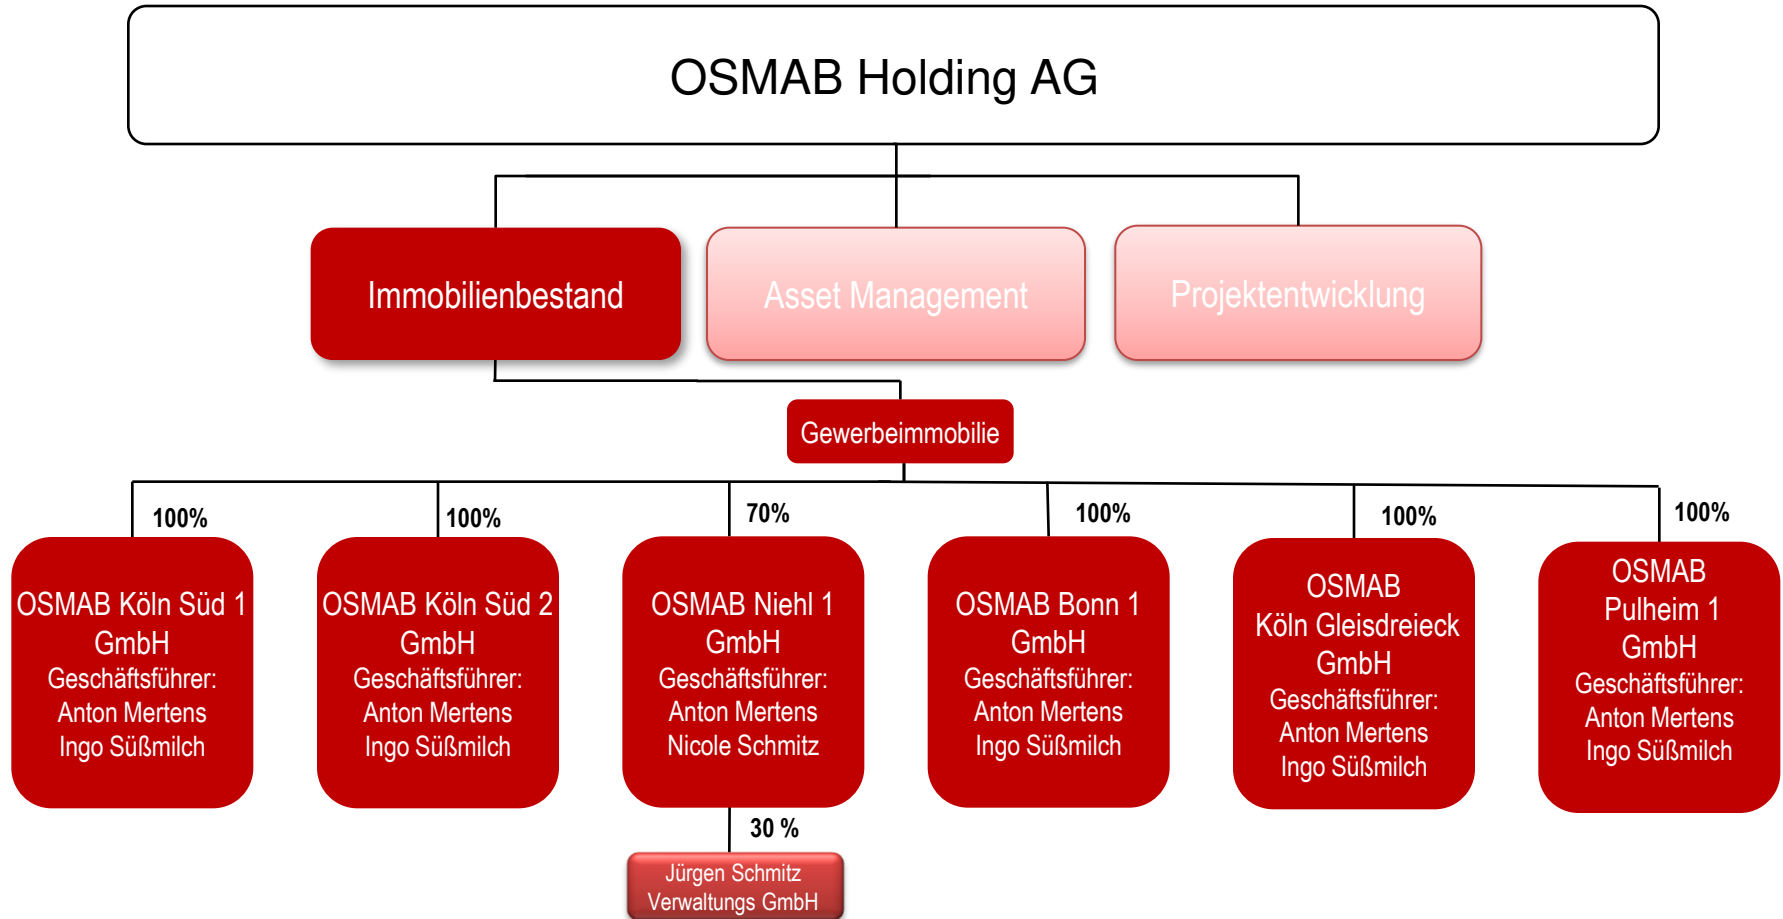 OSMAB Holding AG
Immobilienbestand
Asset Management
Projektentwicklung
Gewerbeimmobilie
100%
100%
70%
100%
100%
100%
OSMAB Köln Süd 1
GmbH
Geschäftsführer:
Anton Mertens
Ingo Süßmilch
OSMAB Köln Süd 2
GmbH
Geschäftsführer:
Anton Mertens
Ingo Süßmilch
OSMAB Niehl 1
GmbH
Geschäftsführer:
Anton Mertens
Nicole Schmitz
OSMAB Bonn 1
GmbH
Geschäftsführer:
Anton Mertens
Ingo Süßmilch
OSMAB
Köln Gleisdreieck
GmbH
Geschäftsführer:
Anton Mertens
Ingo Süßmilch
OSMAB
Pulheim 1
GmbH
Geschäftsführer:
Anton Mertens
Ingo Süßmilch
30 %
Jürgen Schmitz
Verwaltungs GmbH